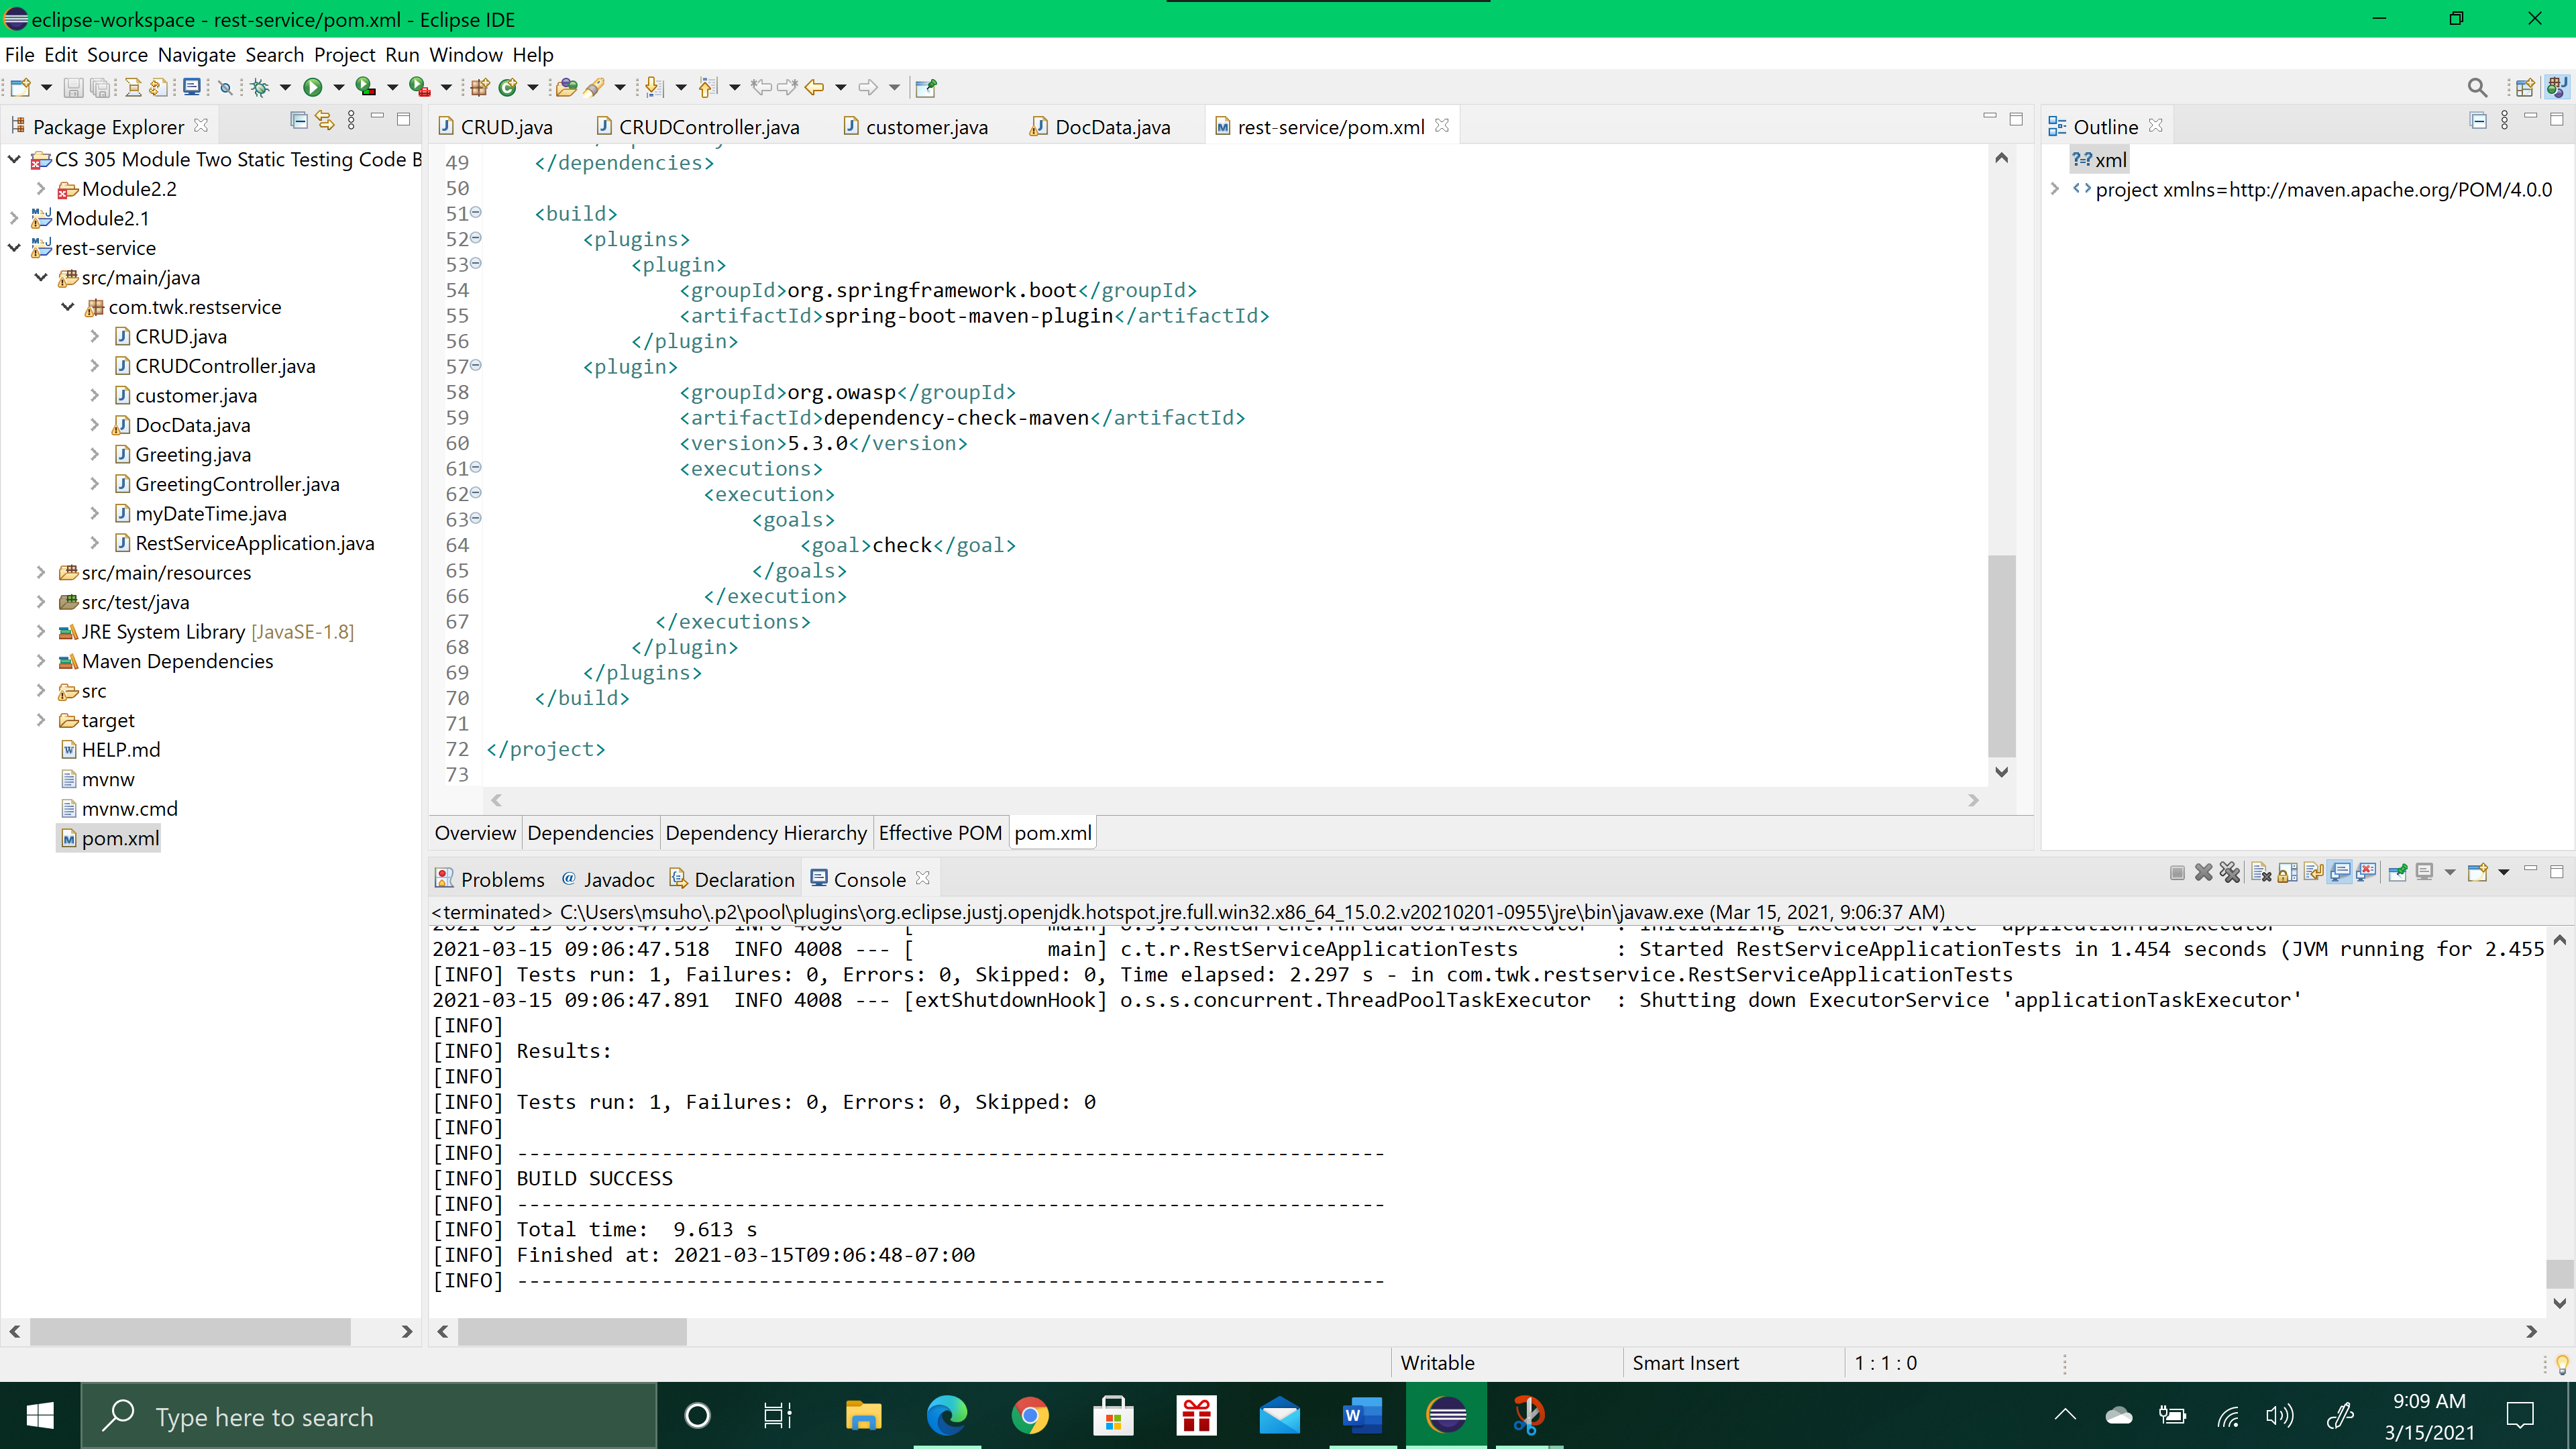 eclipse-workspace - rest-service/pom.xml - Eclipse IDE
File Edit Source Navigate Search Project Run Window Help
Package Explorer
CS 305 Module Two Static Testing Code B
Module2.2
Module2.1
rest-service
src/main/java
com.twk.restservice
CRUD.java
CRUDController.java
customer.java
DocData.java
Greeting.java
GreetingController.java
myDateTime.java
RestServiceApplication.java
src/main/resources
src/test/java
JRE System Library [JavaSE-1.8]
Maven Dependencies
src
target
HELP.md
mvnw
mvnw.cmd
pom.xml
CRUD.java CRUDController.java customer.java DocData.java rest-service/pom.xml
49 </dependencies>
50
51 <build>
52 <plugins>
53 <plugin>
54 <groupId>org.springframework.boot</groupId>
55 <artifactId>spring-boot-maven-plugin</artifactId>
56 </plugin>
57 <plugin>
58 <groupId>org.owasp</groupId>
59 <artifactId>dependency-check-maven</artifactId>
60 <version>5.3.0</version>
61 <executions>
62 <execution>
63 <goals>
64 <goal>check</goal>
65 </goals>
66 </execution>
67 </executions>
68 </plugin>
69 </plugins>
70 </build>
71
72 </project>
73
Overview Dependencies Dependency Hierarchy Effective POM pom.xml
Outline
?=? xml
<> project xmlns=http://maven.apache.org/POM/4.0.0
Problems @ Javadoc Declaration Console
<terminated> C:\Users\msuho\.p2\pool\plugins\org.eclipse.justj.openjdk.hotspot.jre.full.win32.x86_64_15.0.2.v20210201-0955\jre\bin\javaw.exe (Mar 15, 2021, 9:06:37 AM)
2021-03-15 09:06:47.518 INFO 4008 --- [ main] c.t.r.RestServiceApplicationTests : Started RestServiceApplicationTests in 1.454 seconds (JVM running for 2.455
[INFO] Tests run: 1, Failures: 0, Errors: 0, Skipped: 0, Time elapsed: 2.297 s - in com.twk.restservice.RestServiceApplicationTests
2021-03-15 09:06:47.891 INFO 4008 --- [extShutdownHook] o.s.s.concurrent.ThreadPoolTaskExecutor : Shutting down ExecutorService 'applicationTaskExecutor'
[INFO]
[INFO] Results:
[INFO]
[INFO] Tests run: 1, Failures: 0, Errors: 0, Skipped: 0
[INFO]
[INFO] ------------------------------------------------------------------------
[INFO] BUILD SUCCESS
[INFO] ------------------------------------------------------------------------
[INFO] Total time: 9.613 s
[INFO] Finished at: 2021-03-15T09:06:48-07:00
[INFO] ------------------------------------------------------------------------
Writable Smart Insert 1 : 1 : 0
Type here to search
9:09 AM
3/15/2021